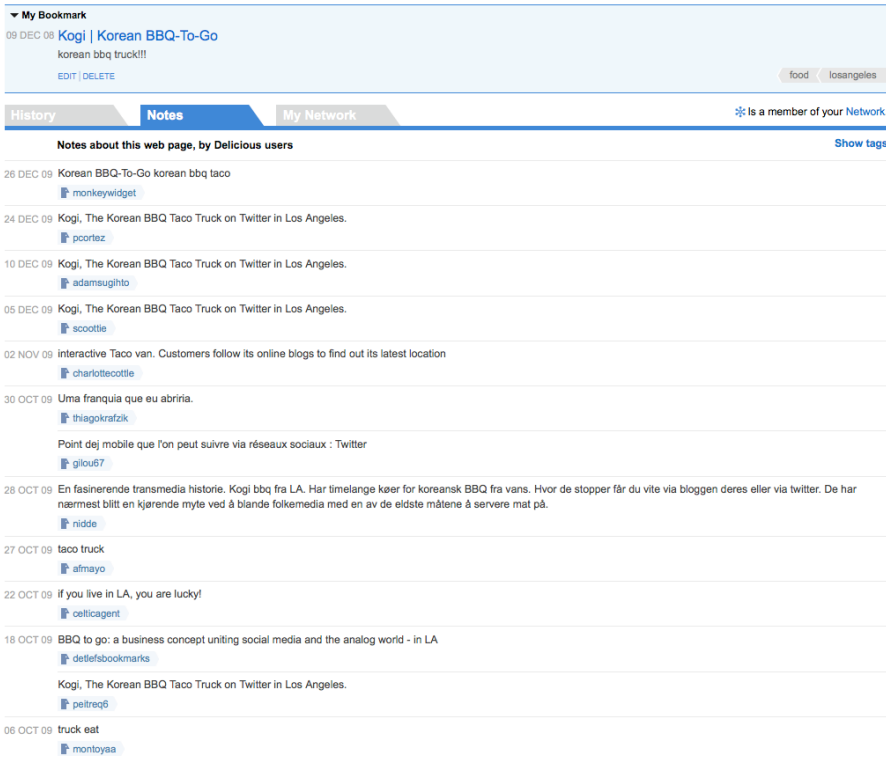 My Bookmark
09 DEC 08 Kogi | Korean BBQ-To-Go
korean bbq truck!!!
EDIT | DELETE
food losangeles
History Notes My Network
Is a member of your Network
Notes about this web page, by Delicious users Show tags
26 DEC 09 Korean BBQ-To-Go korean bbq taco
monkeywidget
24 DEC 09 Kogi, The Korean BBQ Taco Truck on Twitter in Los Angeles.
pcortez
10 DEC 09 Kogi, The Korean BBQ Taco Truck on Twitter in Los Angeles.
adamsugihto
05 DEC 09 Kogi, The Korean BBQ Taco Truck on Twitter in Los Angeles.
scoottie
02 NOV 09 interactive Taco van. Customers follow its online blogs to find out its latest location
charlottecottle
30 OCT 09 Uma franquia que eu abriria.
thiagokrafzik
Point dej mobile que l'on peut suivre via réseaux sociaux : Twitter
gilou67
28 OCT 09 En fasinerende transmedia historie. Kogi bbq fra LA. Har timelange køer for koreansk BBQ fra vans. Hvor de stopper får du vite via bloggen deres eller via twitter. De har
nærmest blitt en kjørende myte ved å blande folkemedia med en av de eldste måtene å servere mat på.
nidde
27 OCT 09 taco truck
afmayo
22 OCT 09 if you live in LA, you are lucky!
celticagent
18 OCT 09 BBQ to go: a business concept uniting social media and the analog world - in LA
detlefsbookmarks
Kogi, The Korean BBQ Taco Truck on Twitter in Los Angeles.
peitreq6
06 OCT 09 truck eat
montoyaa